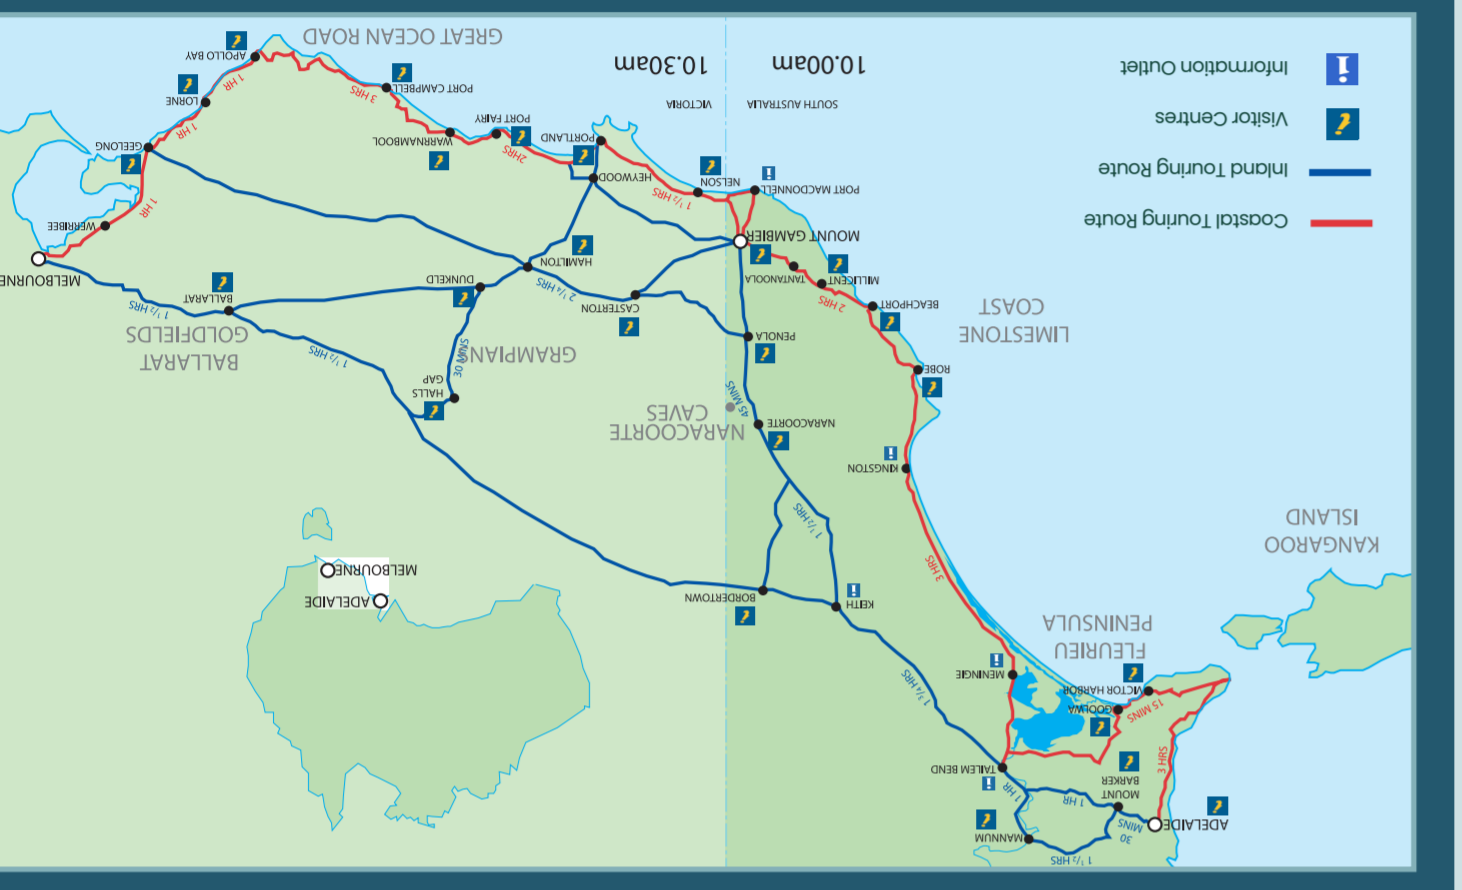 1 ½ HRS
MANNUM
ADELAIDE
30
MINS
MOUNT
BARKER
1 HR
1 HR
TAILEM BEND
3 HRS
15 MINS
GOOLWA
VICTOR HARBOR
MENINGIE
1 ¾ HRS
FLEURIEU
PENINSULA
KEITH
BORDERTOWN
ADELAIDE
MELBOURNE
KANGAROO
ISLAND
3 HRS
1 ½ HRS
KINGSTON
NARACOORTE
NARACOORTE
CAVES
45 MINS
HALLS
GAP
30 MINS
ROBE
PENOLA
GRAMPIAN
BALLARAT
GOLDFIELDS
1 ½ HRS
LIMESTONE
COAST
BEACHPORT
2 HRS
CASTERTON
2 ¼ HRS
1 ½ HRS
BALLARAT
MILLICENT
TANTANOOLA
DUNKELD
MELBOURNE
HAMILTON
MOUNT GAMBIER
WERRIBEE
Coastal Touring Route
1 HR
1 ½ HRS
PORT MACDONNELL
NELSON
HEYWOOD
Inland Touring Route
GEELONG
2HRS
PORTLAND
WARRNAMBOOL
1 HR
Visitor Centres
PORT FAIRY
SOUTH AUSTRALIA
VICTORIA
LORNE
3 HRS
PORT CAMPBELL
1 HR
Information Outlet
10.00am
10.30am
APOLLO BAY
GREAT OCEAN ROAD